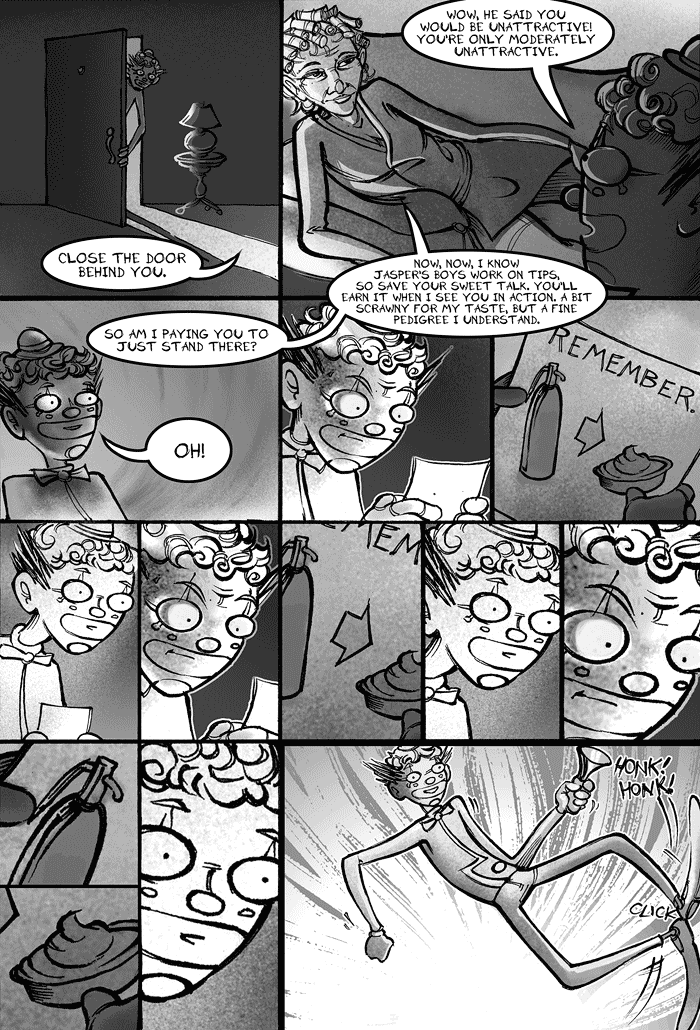 CLOSE THE DOOR
BEHIND YOU.
WOW, HE SAID YOU
WOULD BE UNATTRACTIVE!
YOU'RE ONLY MODERATELY
UNATTRACTIVE.
NOW, NOW, I KNOW
JASPER'S BOYS WORK ON TIPS,
SO SAVE YOUR SWEET TALK. YOU'LL
EARN IT WHEN I SEE YOU IN ACTION. A BIT
SCRAWNY FOR MY TASTE, BUT A FINE
PEDIGREE I UNDERSTAND.
SO AM I PAYING YOU TO
JUST STAND THERE?
OH!
REMEMBER.
EMEM
HONK!
HONK!
CLICK